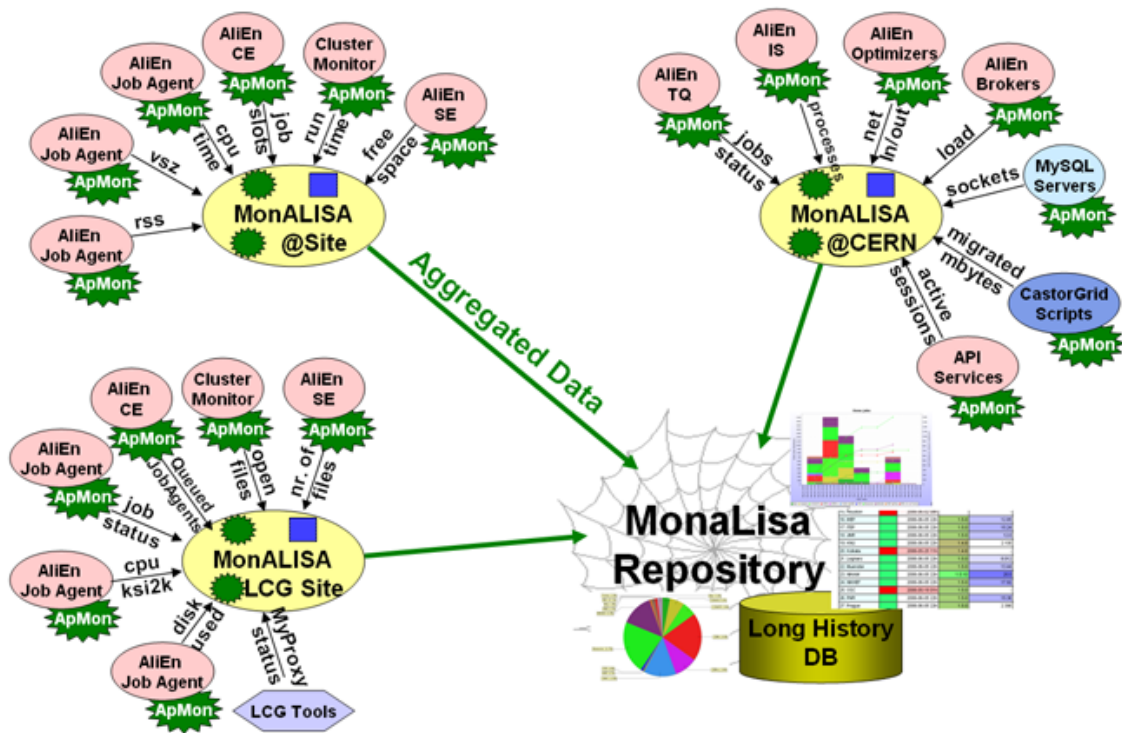 AliEn
Job Agent
ApMon
rss
AliEn
Job Agent
ApMon
vsz
AliEn
Job Agent
ApMon
cpu
time
AliEn
CE
ApMon
job
slots
Cluster
Monitor
ApMon
run
time
AliEn
SE
ApMon
free
space
MonALISA
@Site
AliEn
TQ
ApMon
jobs
status
AliEn
IS
ApMon
processes
AliEn
Optimizers
ApMon
net
In/out
AliEn
Brokers
ApMon
load
MySQL
Servers
ApMon
sockets
CastorGrid
Scripts
ApMon
migrated
mbytes
API
Services
ApMon
active
sessions
MonALISA
@CERN
Aggregated Data
AliEn
CE
ApMon
Queued
JobAgents
Cluster
Monitor
ApMon
open
files
AliEn
SE
ApMon
nr. of
files
AliEn
Job Agent
ApMon
job
status
AliEn
Job Agent
ApMon
cpu
ksi2k
AliEn
Job Agent
ApMon
disk
used
LCG Tools
MyProxy
status
MonALISA
LCG Site
MonaLisa
Repository
Long History
DB